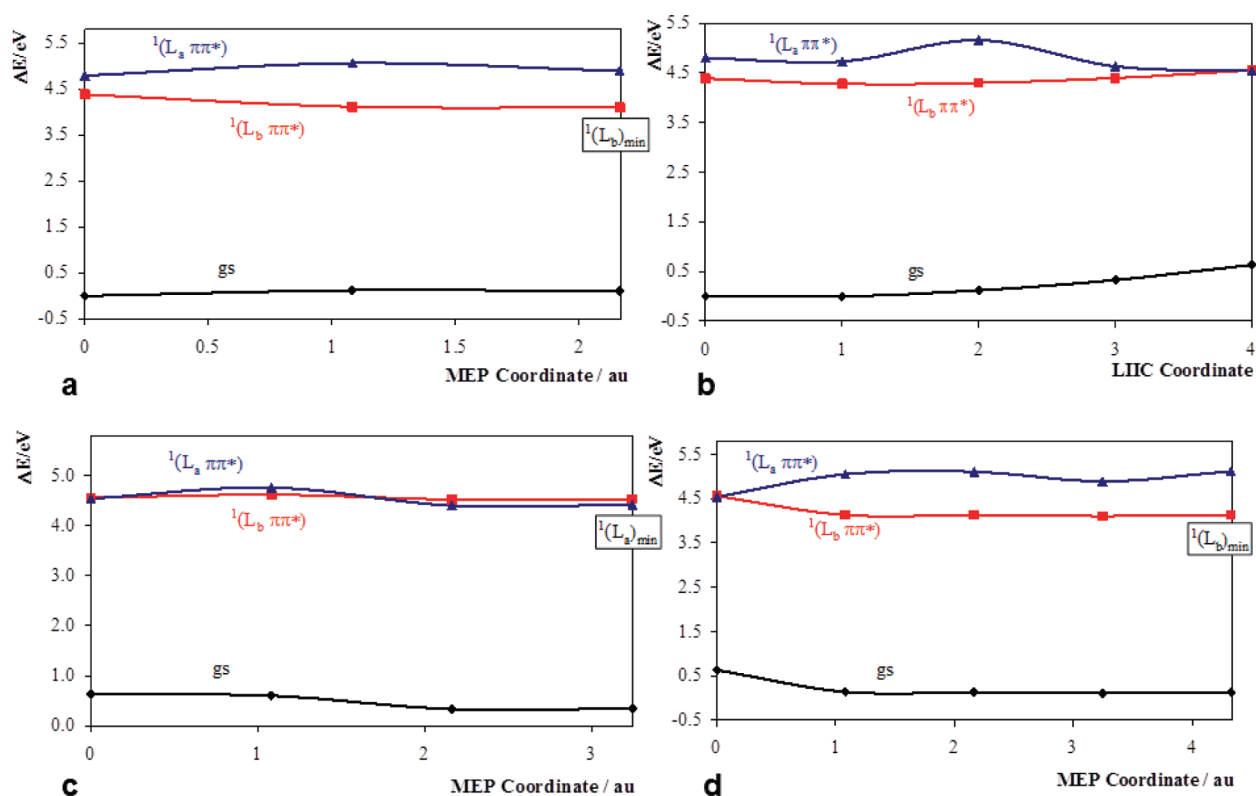 ΔE/eV
5.5
4.5
3.5
2.5
1.5
0.5
-0.5
¹(Lₐ ππ*)
¹(L_b ππ*)
¹(L_b)ₘᵢₙ
gs
0 0.5 1 1.5 2
MEP Coordinate / au
a
ΔE/eV
5.5
4.5
3.5
2.5
1.5
0.5
-0.5
¹(Lₐ ππ*)
¹(L_b ππ*)
gs
0 1 2 3 4
LIIC Coordinate
b
ΔE/eV
5.0
4.0
3.0
2.0
1.0
0.0
¹(Lₐ ππ*)
¹(L_b ππ*)
¹(Lₐ)ₘᵢₙ
gs
0 1 2 3
MEP Coordinate / au
c
ΔE/eV
5.5
4.5
3.5
2.5
1.5
0.5
-0.5
¹(Lₐ ππ*)
¹(L_b ππ*)
¹(L_b)ₘᵢₙ
gs
0 1 2 3 4
MEP Coordinate / au
d